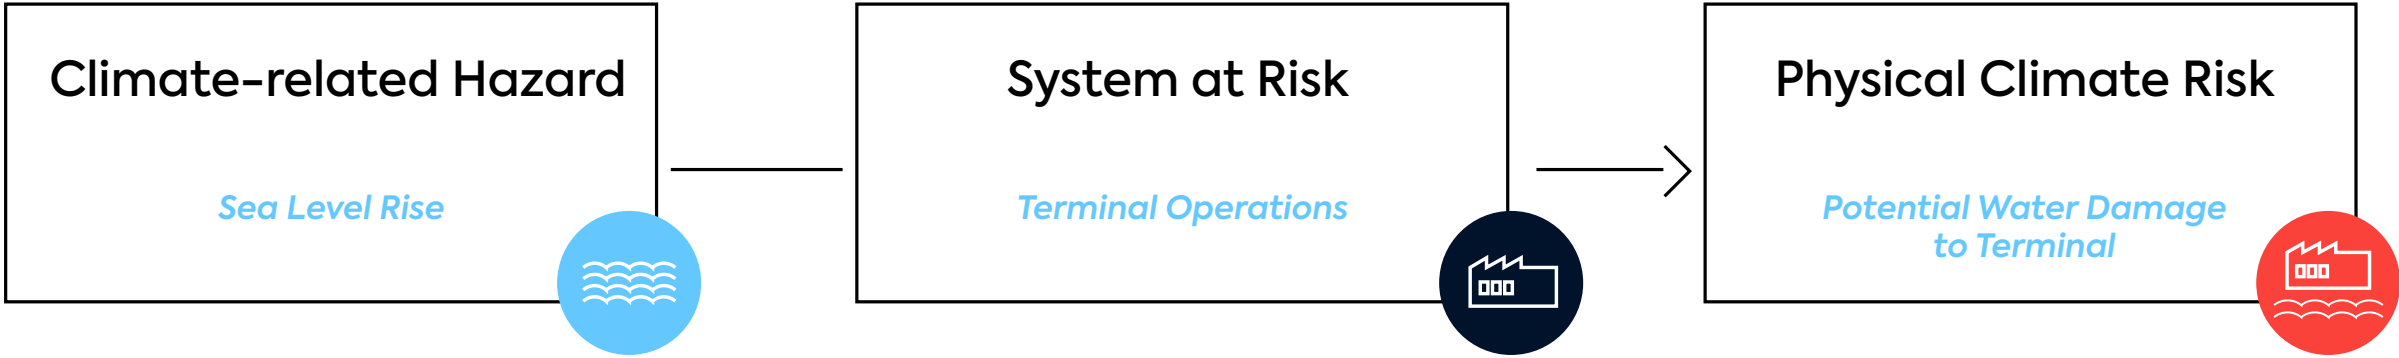 Climate-related Hazard
Sea Level Rise
System at Risk
Terminal Operations
Physical Climate Risk
Potential Water Damage
to Terminal